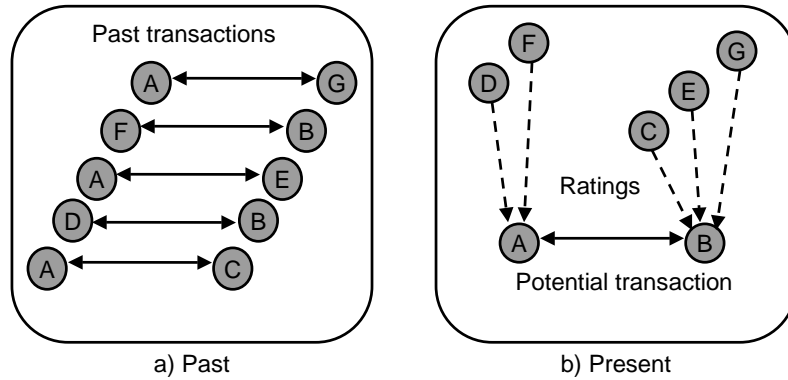 Past transactions
A G
F B
A E
D B
A C
a) Past
F G
D E
C
Ratings
A B
Potential transaction
b) Present